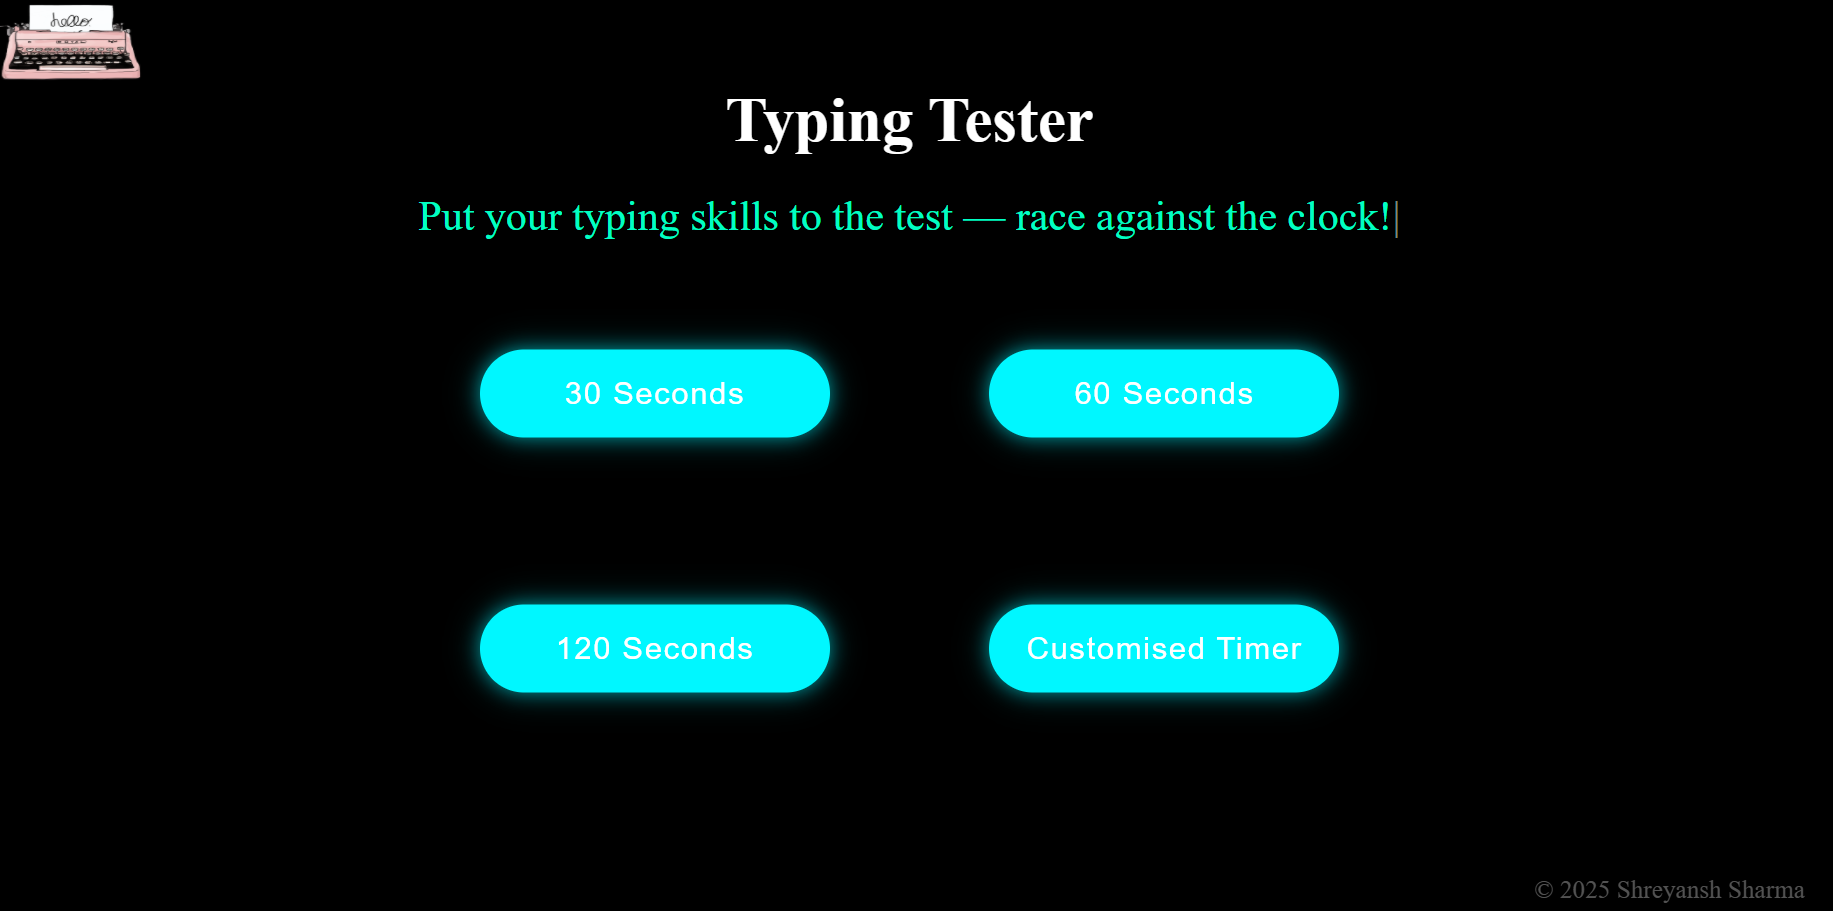 hello
Typing Tester
Put your typing skills to the test — race against the clock!
30 Seconds
60 Seconds
120 Seconds
Customised Timer
© 2025 Shreyansh Sharma